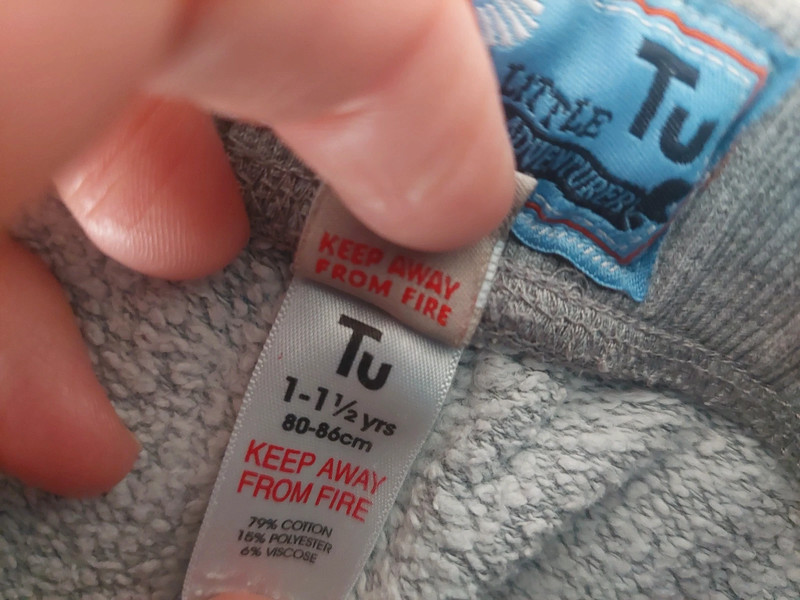 Tu
LITTLE
ADVENTURER
KEEP AWAY
FROM FIRE
Tu
1-1½ yrs
80-86cm
KEEP AWAY
FROM FIRE
79% COTTON
15% POLYESTER
6% VISCOSE